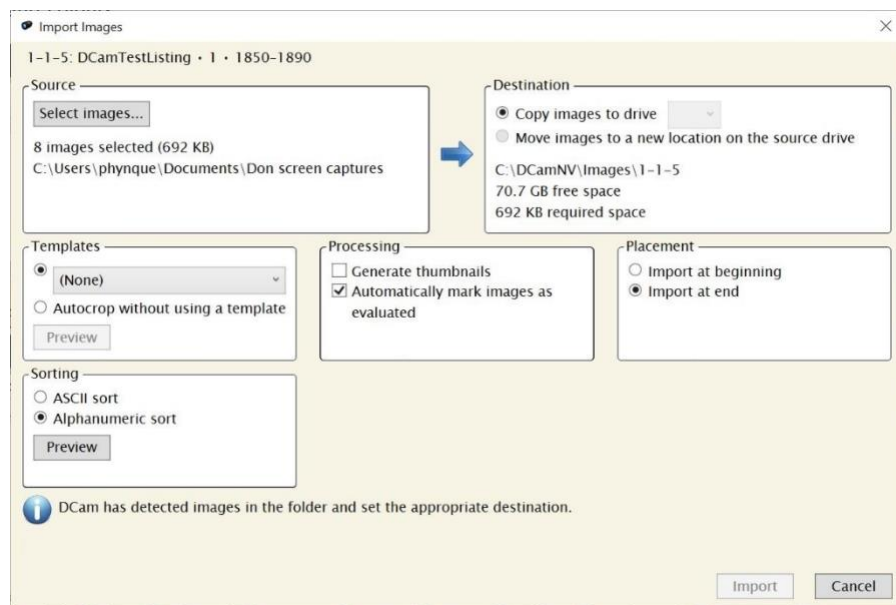 Import Images
1-1-5: DCamTestListing • 1 • 1850-1890
Source
Select images...
8 images selected (692 KB)
C:\Users\phynque\Documents\Don screen captures
Destination
Copy images to drive
Move images to a new location on the source drive
C:\DCamNV\Images\1-1-5
70.7 GB free space
692 KB required space
Templates
(None)
Autocrop without using a template
Preview
Processing
Generate thumbnails
Automatically mark images as
evaluated
Placement
Import at beginning
Import at end
Sorting
ASCII sort
Alphanumeric sort
Preview
DCam has detected images in the folder and set the appropriate destination.
Import
Cancel